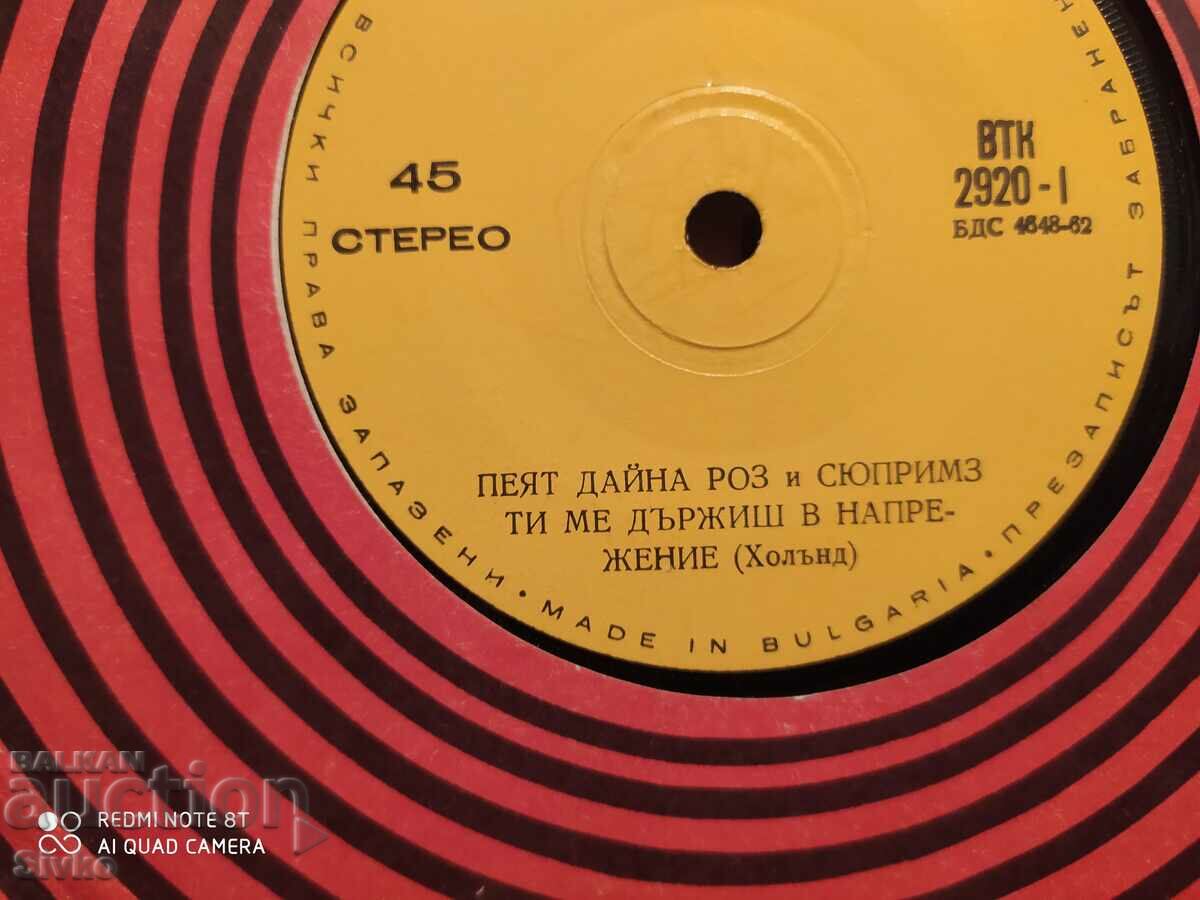 ВСИЧКИ ПРАВА ЗАПАЗЕНИ • MADE IN BULGARIA • ПРЕЗАПИСЪТ ЗАБРАНЕН
45
СТЕРЕО
ВТК
2920-1
БДС 4648-62
ПЕЯТ ДАЙНА РОЗ и СЮПРИМЗ
ТИ МЕ ДЪРЖИШ В НАПРЕ-
ЖЕНИЕ (Холънд)
BALKAN
auction
REDMI NOTE 8T
AI QUAD CAMERA
sivko